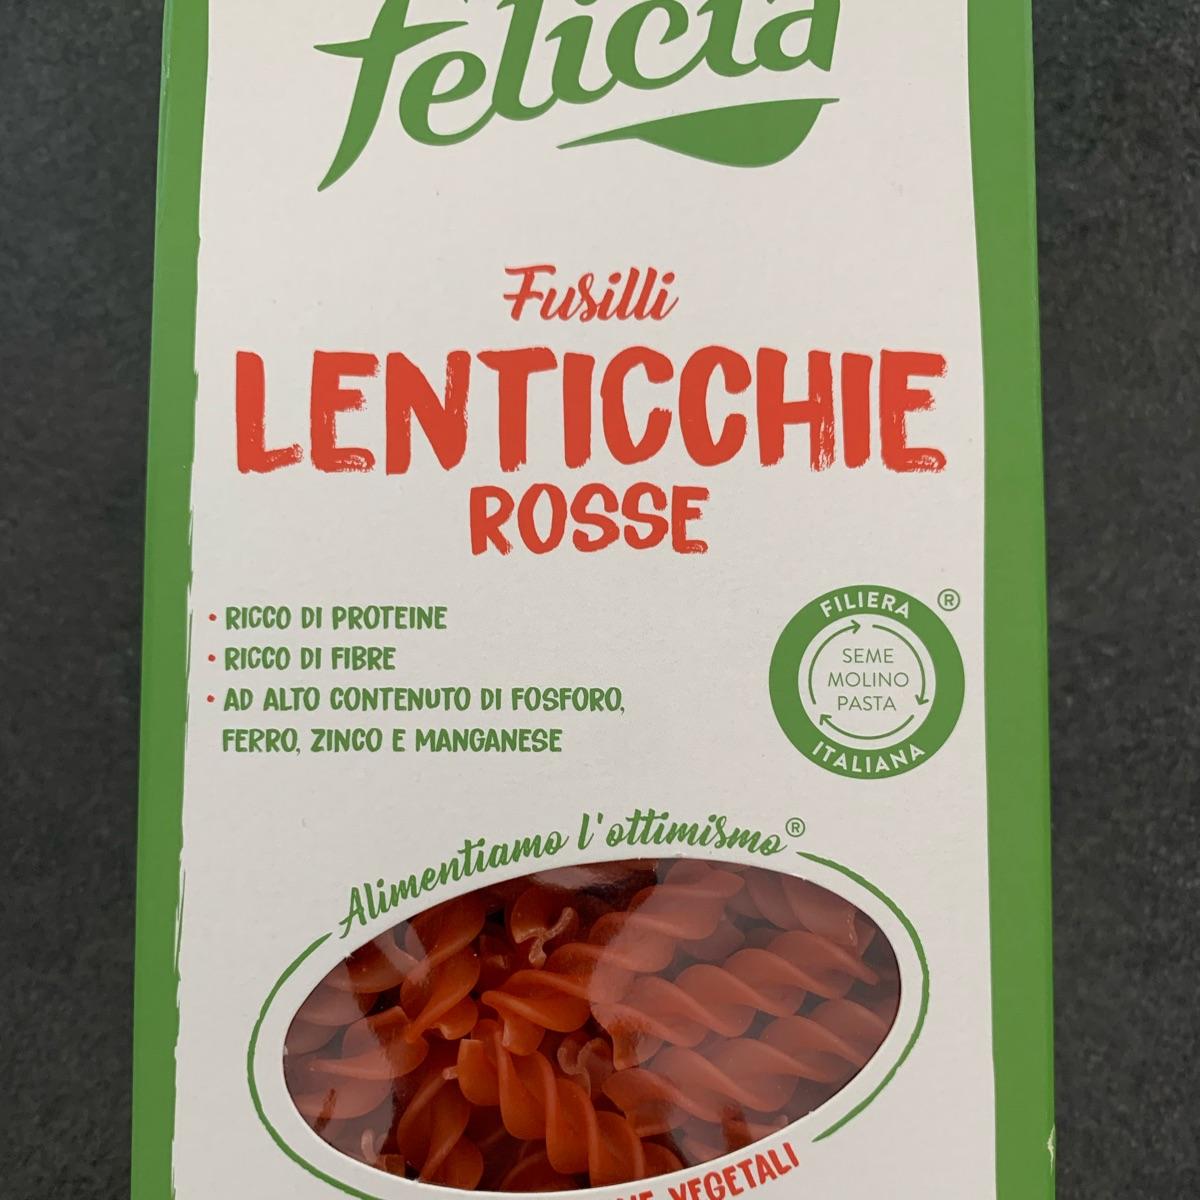 felicia
Fusilli
LENTICCHIE
ROSSE
• RICCO DI PROTEINE
• RICCO DI FIBRE
• AD ALTO CONTENUTO DI FOSFORO,
FERRO, ZINCO E MANGANESE
FILIERA ®
SEME
MOLINO
PASTA
ITALIANA
Alimentiamo l'ottimismo®
VEGETALI